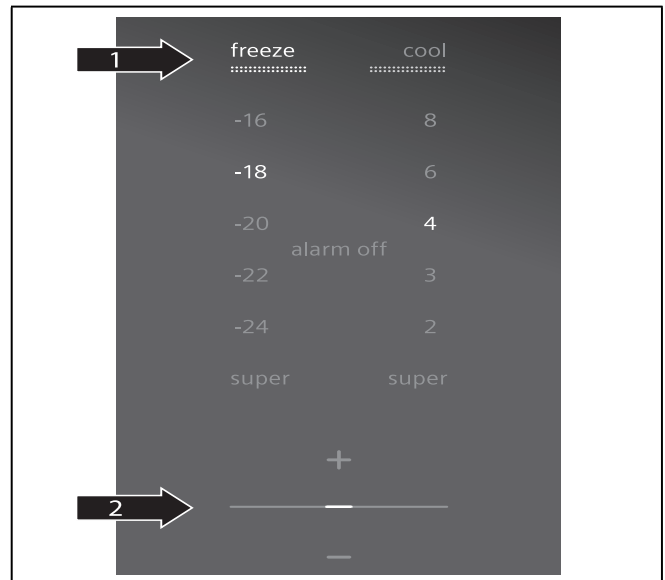 1 freeze cool
-16 8
-18 6
-20 4
alarm off
-22 3
-24 2
super super
+
2
−